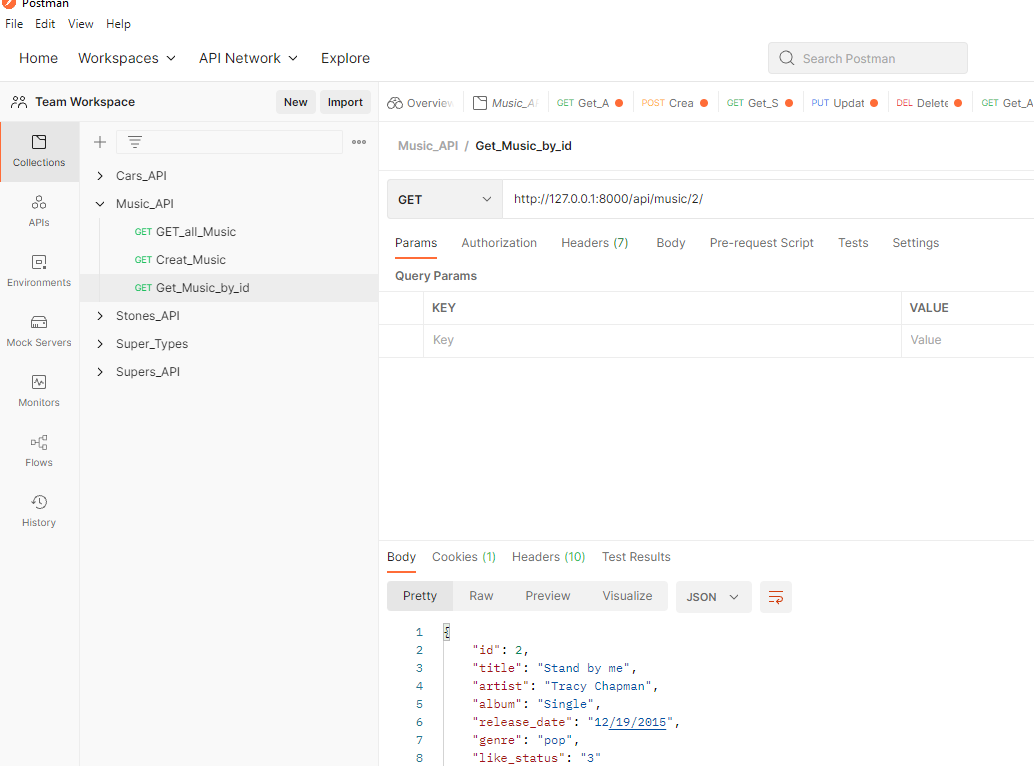 Postman
File Edit View Help
Home Workspaces API Network Explore
Search Postman
Team Workspace New Import
Overview Music_A GET Get_A POST Crea GET Get_S PUT Updat DEL Delete GET Get_A
Collections
APIs
Environments
Mock Servers
Monitors
Flows
History
Cars_API
Music_API
GET GET_all_Music
GET Creat_Music
GET Get_Music_by_id
Stones_API
Super_Types
Supers_API
Music_API / Get_Music_by_id
GET http://127.0.0.1:8000/api/music/2/
Params Authorization Headers (7) Body Pre-request Script Tests Settings
Query Params
KEY VALUE
Key Value
Body Cookies (1) Headers (10) Test Results
Pretty Raw Preview Visualize JSON
1 {
2 "id": 2,
3 "title": "Stand by me",
4 "artist": "Tracy Chapman",
5 "album": "Single",
6 "release_date": "12/19/2015",
7 "genre": "pop",
8 "like_status": "3"